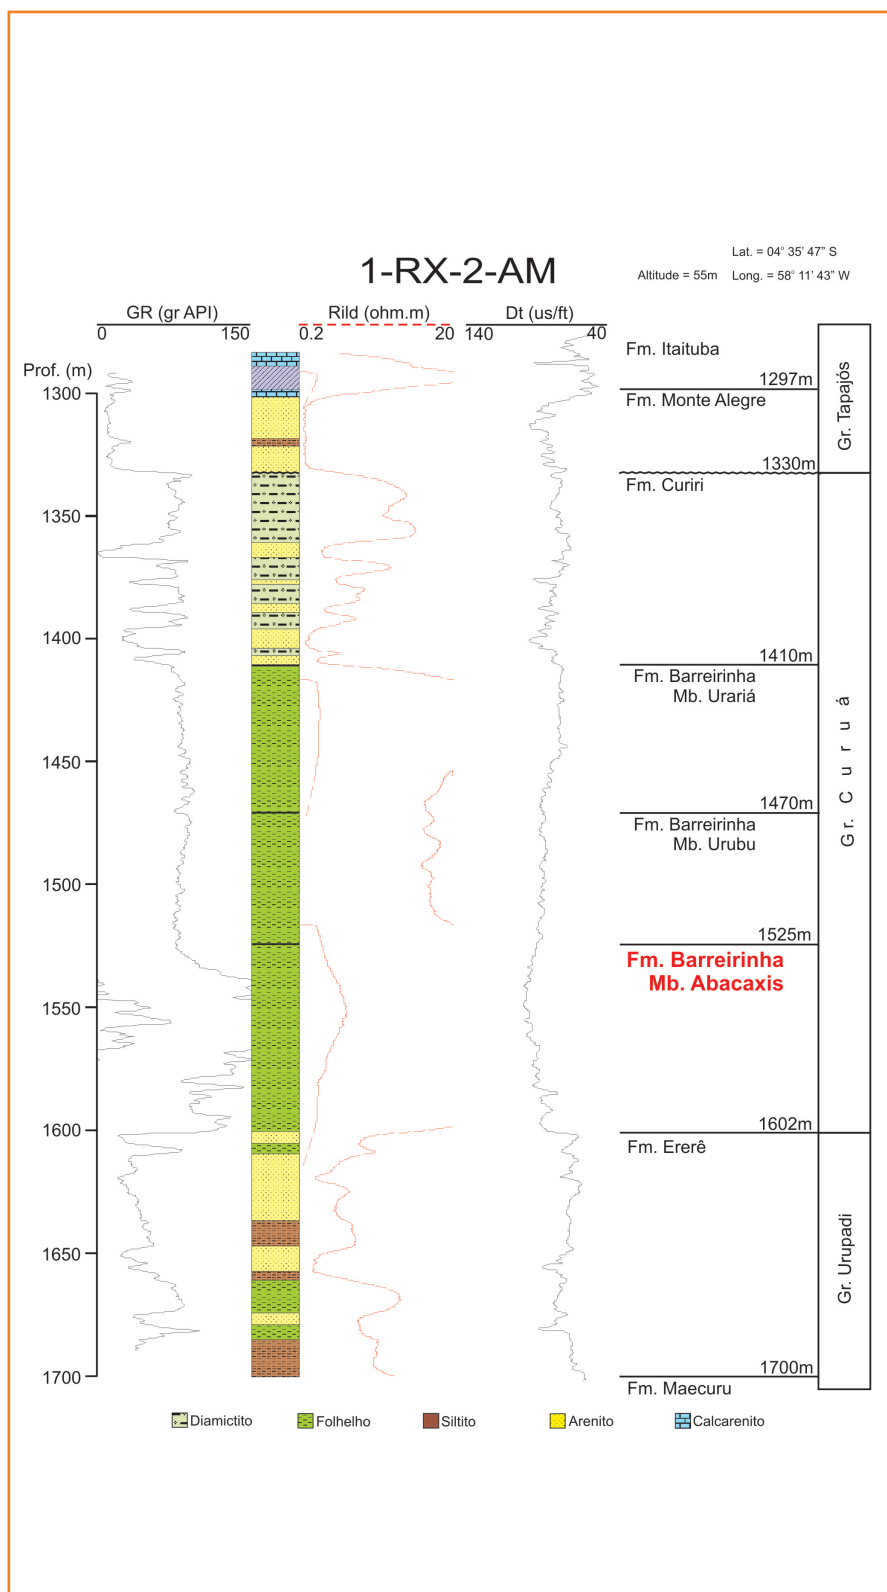 1-RX-2-AM
Lat. = 04° 35' 47" S
Altitude = 55m Long. = 58° 11' 43" W
GR (gr API) Rild (ohm.m) Dt (us/ft)
0 150 0.2 20 140 40
Prof. (m)
Fm. Itaituba
1297m
1300
Fm. Monte Alegre
Gr. Tapajós
1330m
Fm. Curiri
1350
1400
1410m
Fm. Barreirinha
Mb. Urariá
Gr. Curuá
1450
1470m
Fm. Barreirinha
Mb. Urubu
1500
1525m
Fm. Barreirinha
Mb. Abacaxis
1550
1600
1602m
Fm. Ererê
1650
Gr. Urupadi
1700m
1700
Fm. Maecuru
Diamictito Folhelho Siltito Arenito Calcarenito